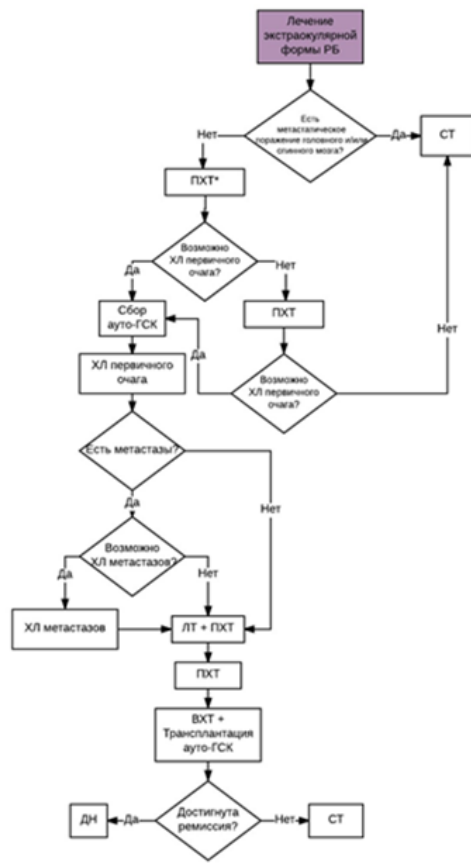 Лечение
экстраокулярной
формы РБ
Есть
метастатическое
поражение головного и/или
спинного мозга?
Нет
Да
СТ
ПХТ*
Возможно
ХЛ первичного
очага?
Да
Нет
Сбор
ауто-ГСК
ПХТ
Да
Нет
ХЛ первичного
очага
Возможно
ХЛ первичного
очага?
Есть метастазы?
Да
Нет
Возможно
ХЛ метастазов?
Да
Нет
ХЛ метастазов
ЛТ + ПХТ
ПХТ
ВХТ +
Трансплантация
ауто-ГСК
Достигнута
ремиссия?
ДН
Да
Нет
СТ